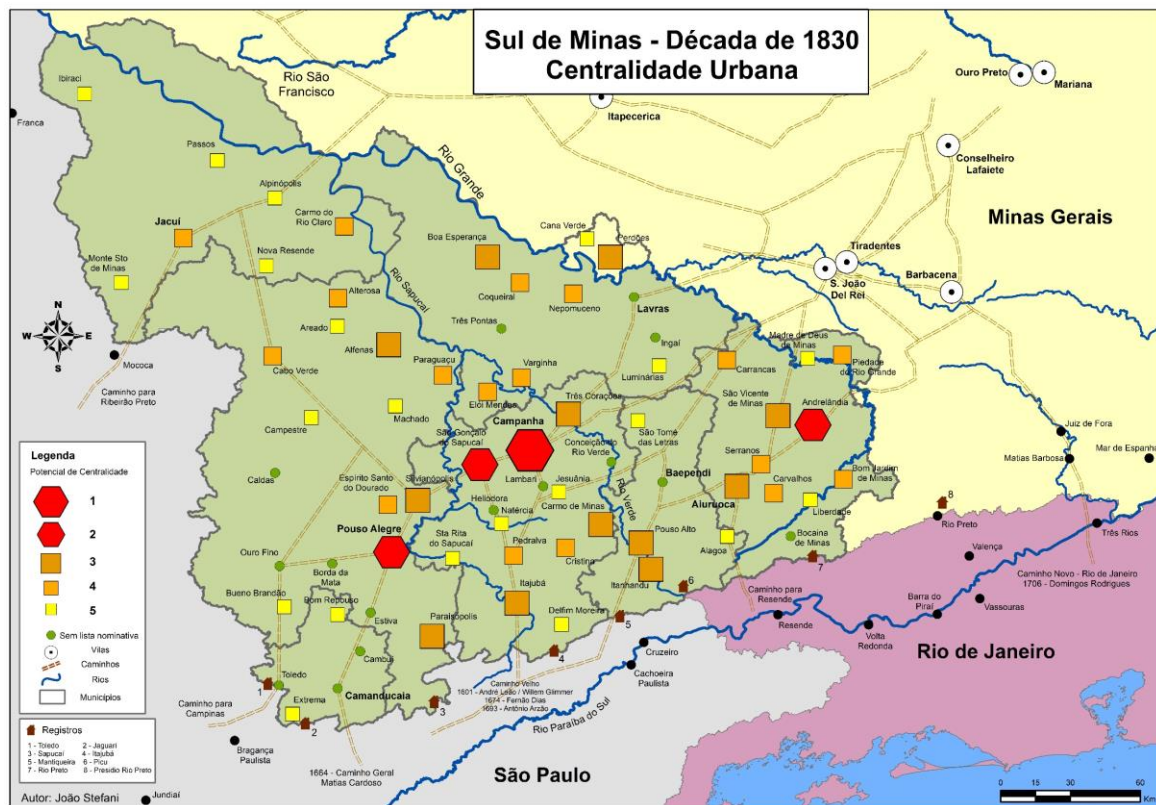 Sul de Minas - Década de 1830
Centralidade Urbana
Ibiraci
Rio São
Francisco
Ouro Preto
Mariana
Itapecerica
Franca
Passos
Conselheiro
Lafaiete
Rio Grande
Alpinópolis
Minas Gerais
Jacuí
Carmo do
Rio Claro
Cana Verde
Perdões
Boa Esperança
Tiradentes
S. João
Del Rei
Barbacena
Monte Sto
de Minas
Nova Resende
Rio Sapucaí
Alterosa
Coqueiral
Nepomuceno
Lavras
N
W
E
S
Areado
Três Pontas
Ingaí
Madre de Deus
de Minas
Piedade
do Rio Grande
Mococa
Alfenas
Cabo Verde
Paraguaçu
Varginha
Luminárias
Carrancas
Caminho para
Ribeirão Preto
Elói Mendes
Três Corações
São Vicente
de Minas
Andrelândia
Campestre
Machado
Campanha
São Gonçalo
do Sapucaí
São Tomé
das Letras
Juiz de Fora
Mar de Espanha
Matias Barbosa
Conceição do
Rio Verde
Serranos
Bom Jardim
de Minas
Caldas
Lambari
Jesuânia
Baependi
Carvalhos
Espírito Santo
do Dourado
Silvianópolis
Heliodora
Natércia
Carmo de Minas
Rio Verde
Aiuruoca
Liberdade
8
Rio Preto
Pouso Alegre
Sta Rita
do Sapucaí
Pedralva
Cristina
Pouso Alto
Alagoa
Bocaina
de Minas
Três Rios
Ouro Fino
Borda da
Mata
Itajubá
Itanhandu
6
7
Valença
Caminho Novo - Rio de Janeiro
1706 - Domingos Rodrigues
Bueno Brandão
Bom Repouso
Estiva
Paraisópolis
Delfim Moreira
5
Caminho para
Resende
Resende
Barra do
Piraí
Vassouras
Volta
Redonda
Cambuí
4
Cruzeiro
Cachoeira
Paulista
Rio de Janeiro
1
Toledo
Camanducaia
Extrema
2
3
Caminho Velho
1601 - André Leão / Willem Glimmer
1674 - Fernão Dias
1693 - Antônio Arzão
Rio Paraíba do Sul
Caminho para
Campinas
Bragança
Paulista
1664 - Caminho Geral
Matias Cardoso
São Paulo
Jundiaí
Legenda
Potencial de Centralidade
1
2
3
4
5
Sem lista nominativa
Vilas
Caminhos
Rios
Municípios
Registros
1 - Toledo 2 - Jaguari
3 - Sapucaí 4 - Itajubá
5 - Mantiqueira 6 - Picu
7 - Rio Preto 8 - Presidio Rio Preto
Autor: João Stefani
0 15 30 60
Km